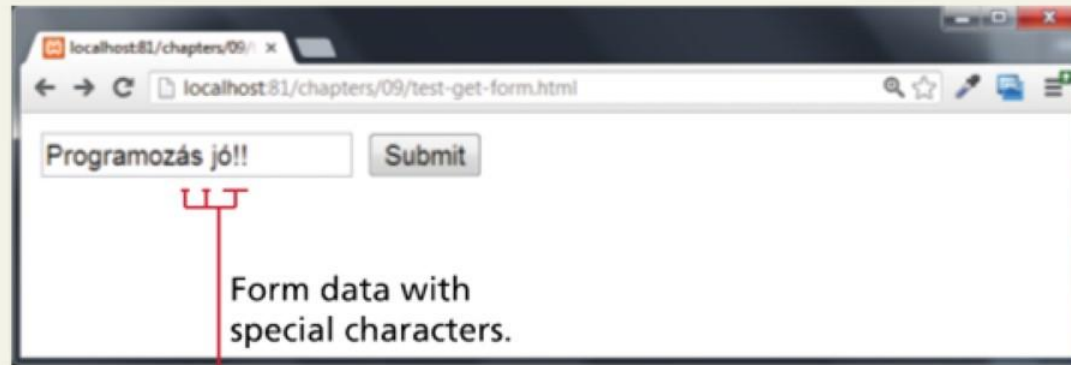 localhost:81/chapters/09/
localhost:81/chapters/09/test-get-form.html
Programozás jó!!
Submit
Form data with
special characters.